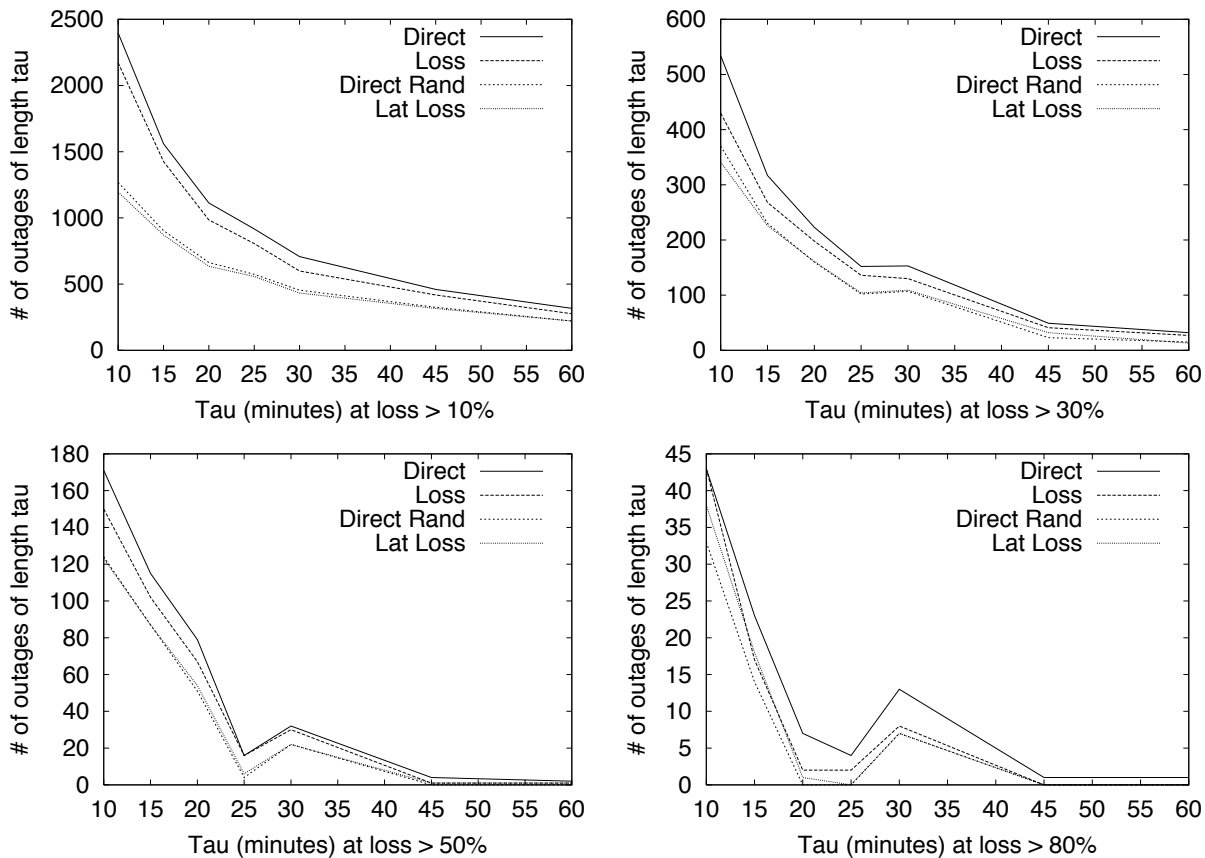 # of outages of length tau
2500
2000
1500
1000
500
0
Direct
Loss
Direct Rand
Lat Loss
10 15 20 25 30 35 40 45 50 55 60
Tau (minutes) at loss > 10%
# of outages of length tau
600
500
400
300
200
100
0
Direct
Loss
Direct Rand
Lat Loss
10 15 20 25 30 35 40 45 50 55 60
Tau (minutes) at loss > 30%
# of outages of length tau
180
160
140
120
100
80
60
40
20
0
Direct
Loss
Direct Rand
Lat Loss
10 15 20 25 30 35 40 45 50 55 60
Tau (minutes) at loss > 50%
# of outages of length tau
45
40
35
30
25
20
15
10
5
0
Direct
Loss
Direct Rand
Lat Loss
10 15 20 25 30 35 40 45 50 55 60
Tau (minutes) at loss > 80%